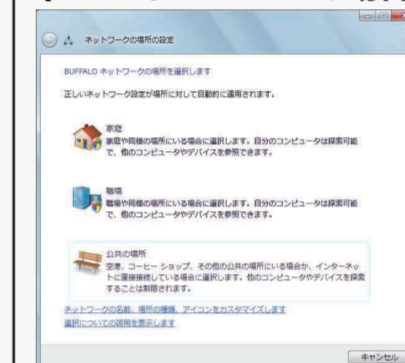 ネットワークの場所の設定
BUFFALO ネットワークの場所を選択します
正しいネットワーク設定が場所に対して自動的に適用されます。
家庭
家庭や同様の場所にいる場合に選択します。自分のコンピュータは探索可能
で、他のコンピュータやデバイスを参照できます。
職場
職場や同様の場所にいる場合に選択します。自分のコンピュータは探索可能
で、他のコンピュータやデバイスを参照できます。
公共の場所
空港、コーヒー ショップ、その他の公共の場所にいる場合か、インターネッ
トに直接接続している場合に選択します。他のコンピュータやデバイスを探索
することは制限されます。
ネットワークの名前、場所の種類、アイコンをカスタマイズします
選択についての説明を表示します
キャンセル